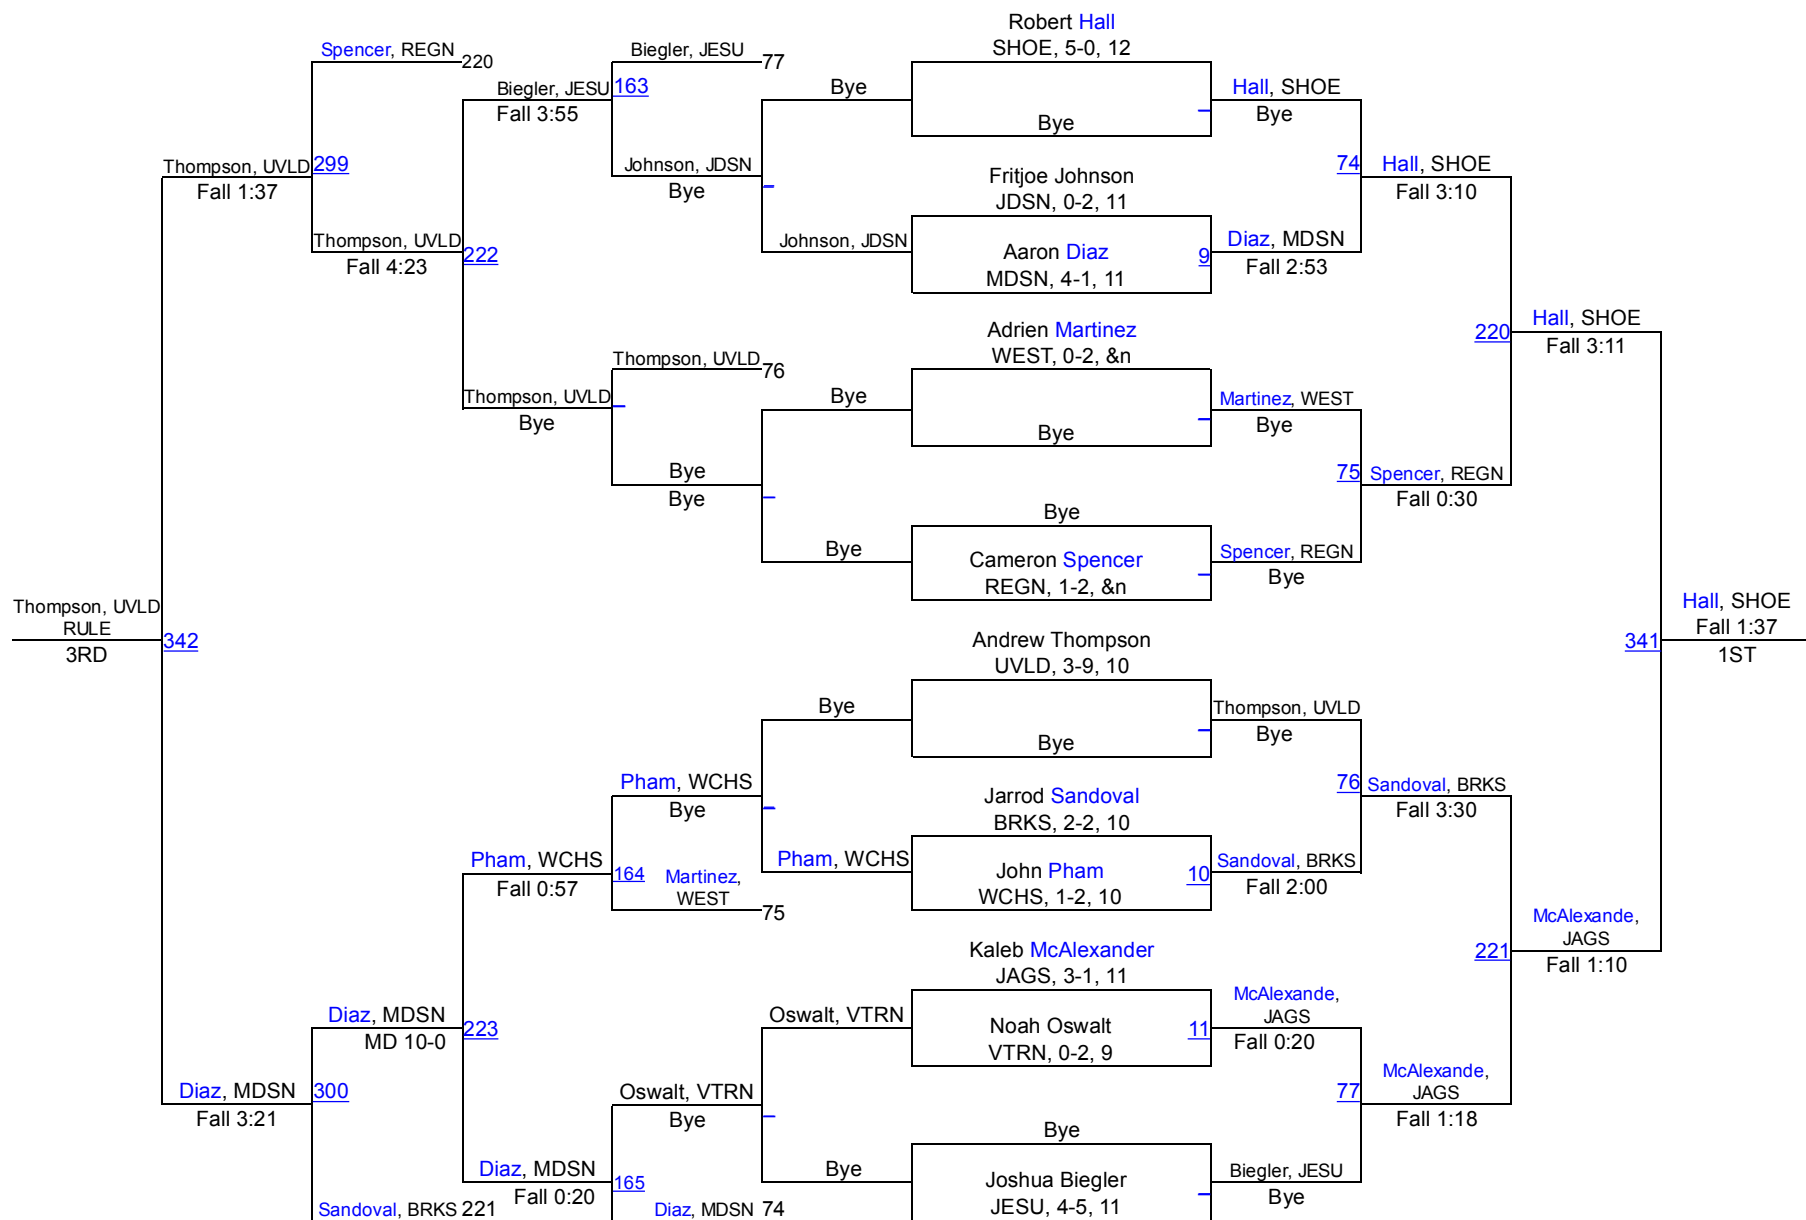 Robert Hall
SHOE, 5-0, 12
Spencer, REGN
220
Biegler, JESU
77
Biegler, JESU
163
Fall 3:55
Bye
Hall, SHOE
Bye
Bye
Thompson, UVLD
299
Fall 1:37
Johnson, JDSN
Bye
Fritjoe Johnson
JDSN, 0-2, 11
74
Hall, SHOE
Fall 3:10
Thompson, UVLD
Fall 4:23
222
Johnson, JDSN
Aaron Diaz
MDSN, 4-1, 11
9
Diaz, MDSN
Fall 2:53
Adrien Martinez
WEST, 0-2, &n
220
Hall, SHOE
Fall 3:11
Thompson, UVLD
76
Thompson, UVLD
Bye
Bye
Bye
Martinez, WEST
Bye
Bye
Bye
75
Spencer, REGN
Fall 0:30
Bye
Bye
Cameron Spencer
REGN, 1-2, &n
Spencer, REGN
Bye
Thompson, UVLD
RULE
3RD
342
Andrew Thompson
UVLD, 3-9, 10
341
Hall, SHOE
Fall 1:37
1ST
Bye
Bye
Thompson, UVLD
Bye
Pham, WCHS
Bye
Jarrod Sandoval
BRKS, 2-2, 10
76
Sandoval, BRKS
Fall 3:30
Pham, WCHS
Fall 0:57
164
Martinez,
WEST
75
Pham, WCHS
John Pham
WCHS, 1-2, 10
10
Sandoval, BRKS
Fall 2:00
Kaleb McAlexander
JAGS, 3-1, 11
221
McAlexande,
JAGS
Fall 1:10
Diaz, MDSN
MD 10-0
223
Oswalt, VTRN
Noah Oswalt
VTRN, 0-2, 9
11
McAlexande,
JAGS
Fall 0:20
Diaz, MDSN
Fall 3:21
300
Oswalt, VTRN
Bye
77
McAlexande,
JAGS
Fall 1:18
Bye
Diaz, MDSN
Fall 0:20
165
Bye
Joshua Biegler
JESU, 4-5, 11
Biegler, JESU
Bye
Sandoval, BRKS 221
Diaz, MDSN 74